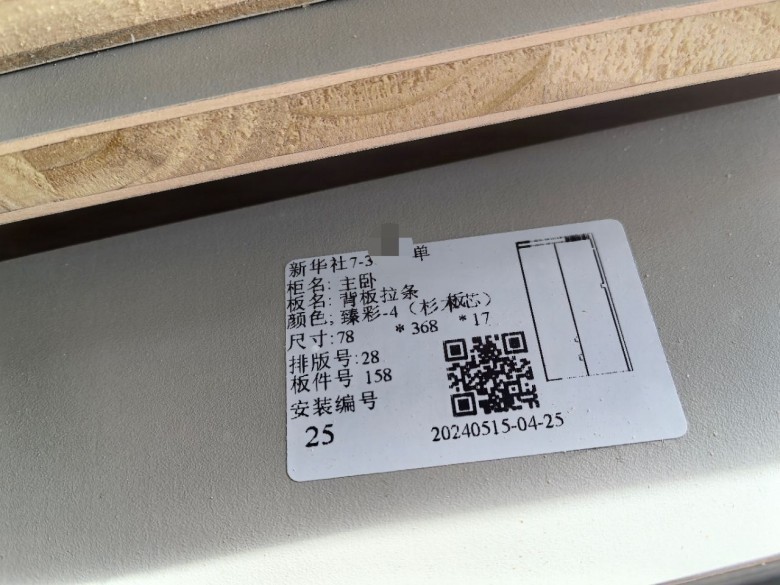 新华社7-3 单
柜名: 主卧
板名: 背板拉条
颜色; 臻彩-4（杉木板芯）
尺寸:78 * 368 * 17
排版号:28
板件号 158
安装编号
25
20240515-04-25